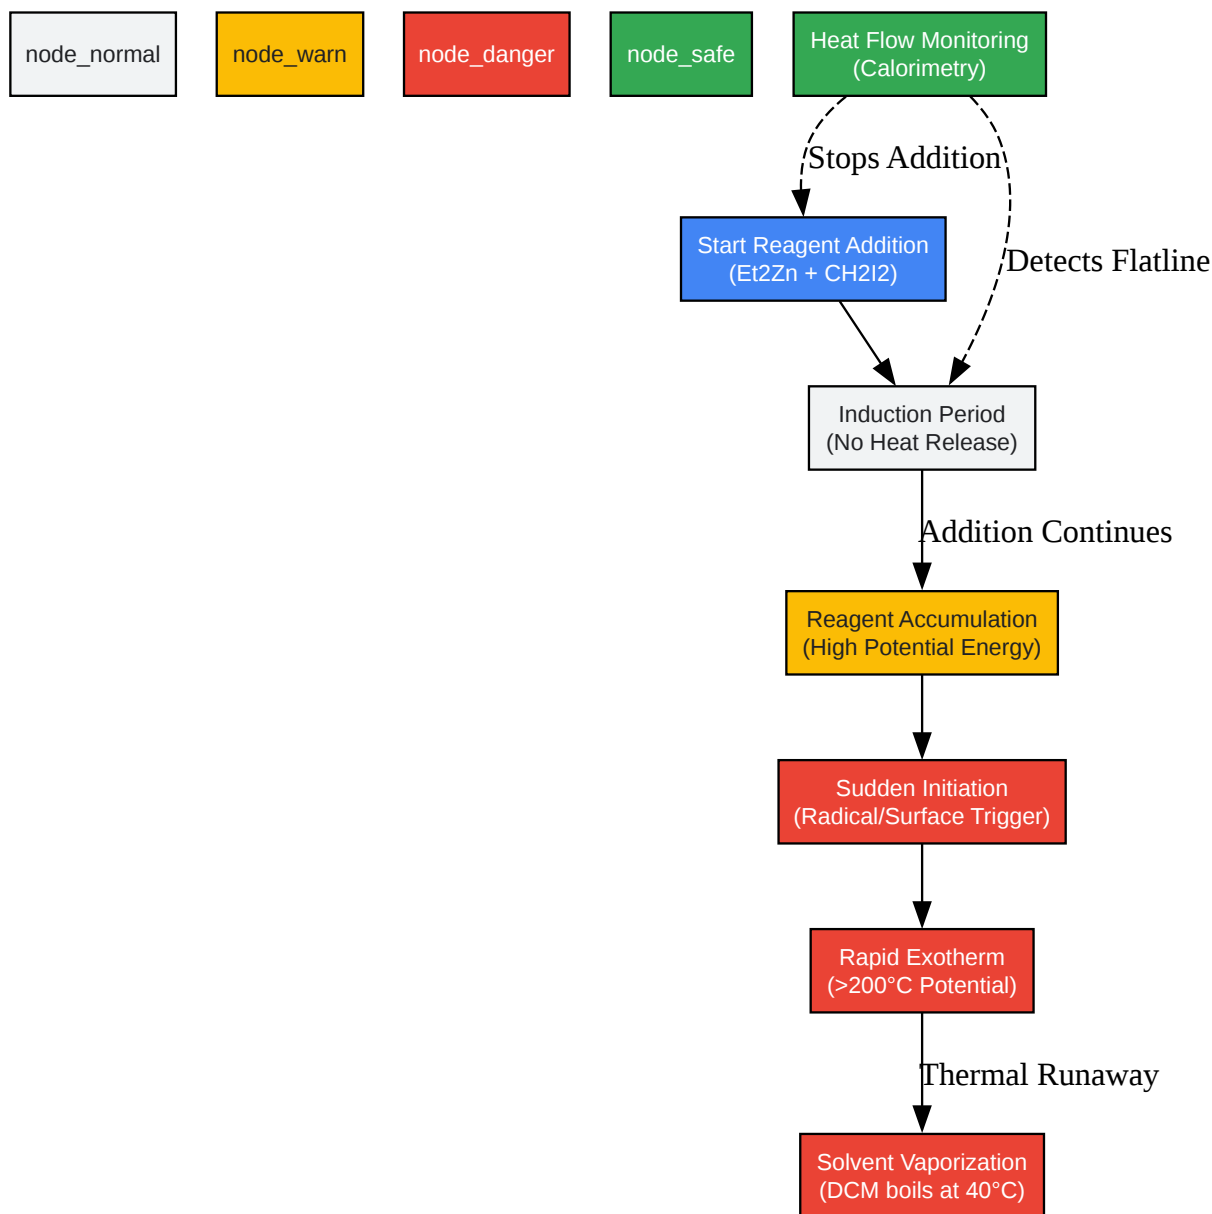 node_normal
node_warn
node_danger
node_safe
Heat Flow Monitoring
(Calorimetry)
Stops Addition
Start Reagent Addition
(Et2Zn + CH2I2)
Detects Flatline
Induction Period
(No Heat Release)
Addition Continues
Reagent Accumulation
(High Potential Energy)
Sudden Initiation
(Radical/Surface Trigger)
Rapid Exotherm
(>200°C Potential)
Thermal Runaway
Solvent Vaporization
(DCM boils at 40°C)